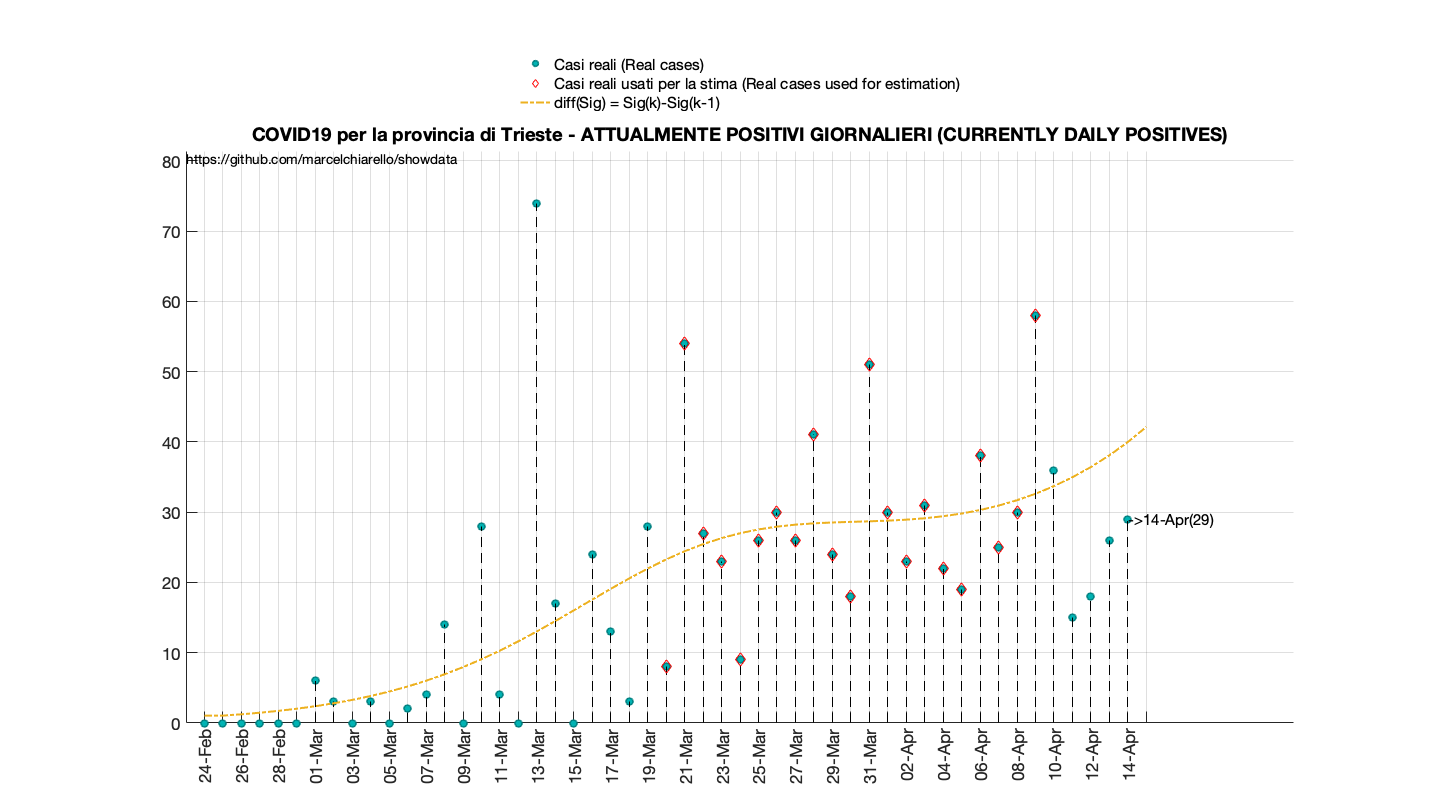 Casi reali (Real cases)
Casi reali usati per la stima (Real cases used for estimation)
diff(Sig) = Sig(k)-Sig(k-1)
COVID19 per la provincia di Trieste - ATTUALMENTE POSITIVI GIORNALIERI (CURRENTLY DAILY POSITIVES)
https://github.com/marcelchiarello/showdata
80
70
60
50
40
30
20
10
0
->14-Apr(29)
24-Feb
26-Feb
28-Feb
01-Mar
03-Mar
05-Mar
07-Mar
09-Mar
11-Mar
13-Mar
15-Mar
17-Mar
19-Mar
21-Mar
23-Mar
25-Mar
27-Mar
29-Mar
31-Mar
02-Apr
04-Apr
06-Apr
08-Apr
10-Apr
12-Apr
14-Apr